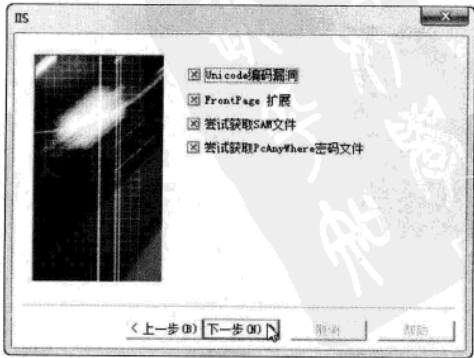 IIS
Unicode编码漏洞
FrontPage 扩展
尝试获取SAM文件
尝试获取PcAnyWhere密码文件
< 上一步(B) 下一步(N) 取消 帮助